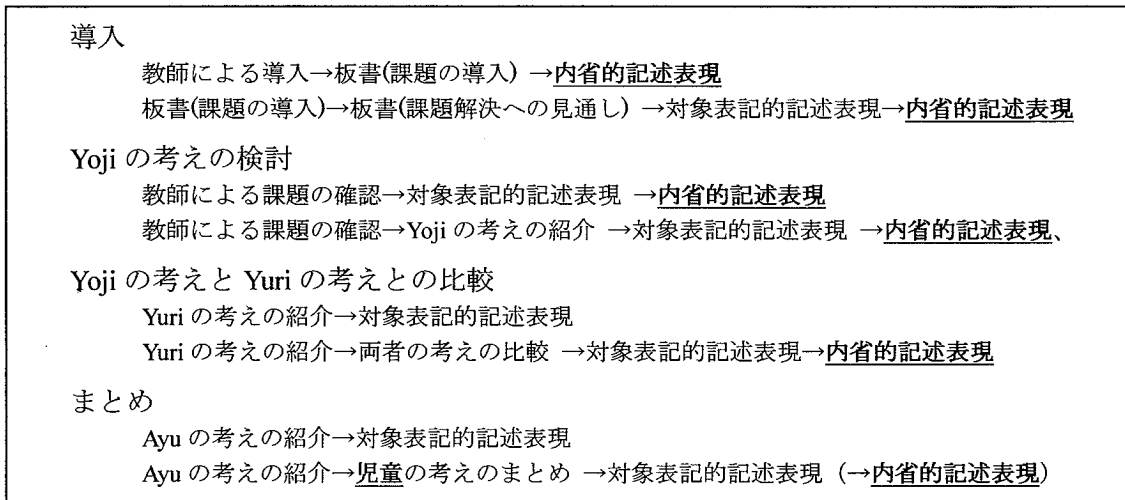 導入
教師による導入→板書(課題の導入) →内省的記述表現
板書(課題の導入)→板書(課題解決への見通し) →対象表記的記述表現→内省的記述表現
Yoji の考えの検討
教師による課題の確認→対象表記的記述表現 →内省的記述表現
教師による課題の確認→Yoji の考えの紹介 →対象表記的記述表現 →内省的記述表現、
Yoji の考えと Yuri の考えとの比較
Yuri の考えの紹介→対象表記的記述表現
Yuri の考えの紹介→両者の考えの比較 →対象表記的記述表現→内省的記述表現
まとめ
Ayu の考えの紹介→対象表記的記述表現
Ayu の考えの紹介→児童の考えのまとめ →対象表記的記述表現 (→内省的記述表現)